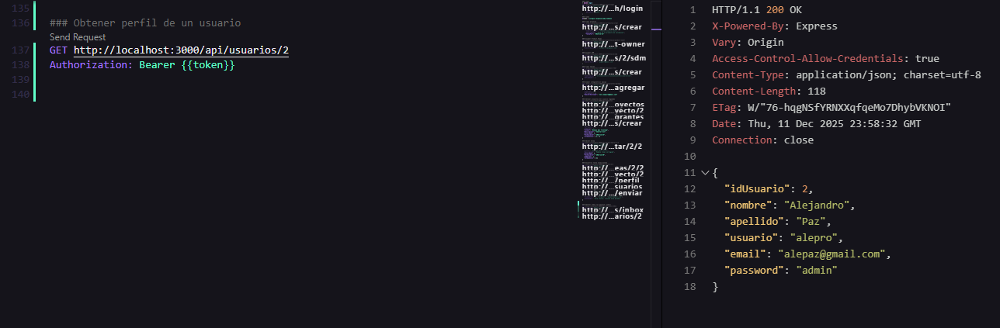 135
136 ### Obtener perfil de un usuario
Send Request
137 GET http://localhost:3000/api/usuarios/2
138 Authorization: Bearer {{token}}
139
140
http://...h/login
http://...s/crear
http://...t-owner
http://...s/2/sdm
http://...s/crear
http://...agregar
http://...oyectos
http://...yecto/2
http://...grantes
http://...s/crear
http://...tar/2/2
http://...eas/2/2
http://...yecto/2
http://.../perfil
http://...suarios
http://.../enviar
http://...s/inbox
http://...arios/2
1 HTTP/1.1 200 OK
2 X-Powered-By: Express
3 Vary: Origin
4 Access-Control-Allow-Credentials: true
5 Content-Type: application/json; charset=utf-8
6 Content-Length: 118
7 ETag: W/"76-hqgNSfYRNXXqfqeMo7DhybVKNOI"
8 Date: Thu, 11 Dec 2025 23:58:32 GMT
9 Connection: close
10
11 {
12 "idUsuario": 2,
13 "nombre": "Alejandro",
14 "apellido": "Paz",
15 "usuario": "alepro",
16 "email": "alepaz@gmail.com",
17 "password": "admin"
18 }